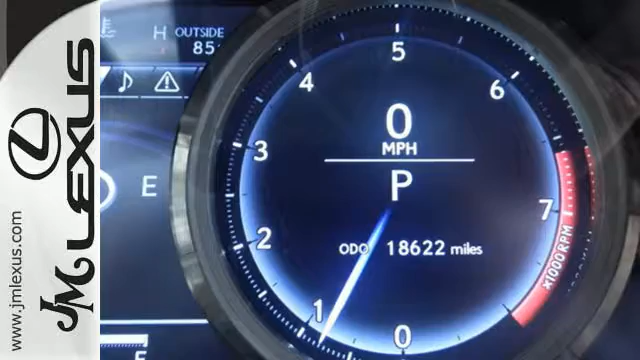 www.jmlexus.com
JM LEXUS
H OUTSIDE
85
E
F
0
1
2
3
4
5
6
7
x1000RPM
0
MPH
P
ODO 18622 miles